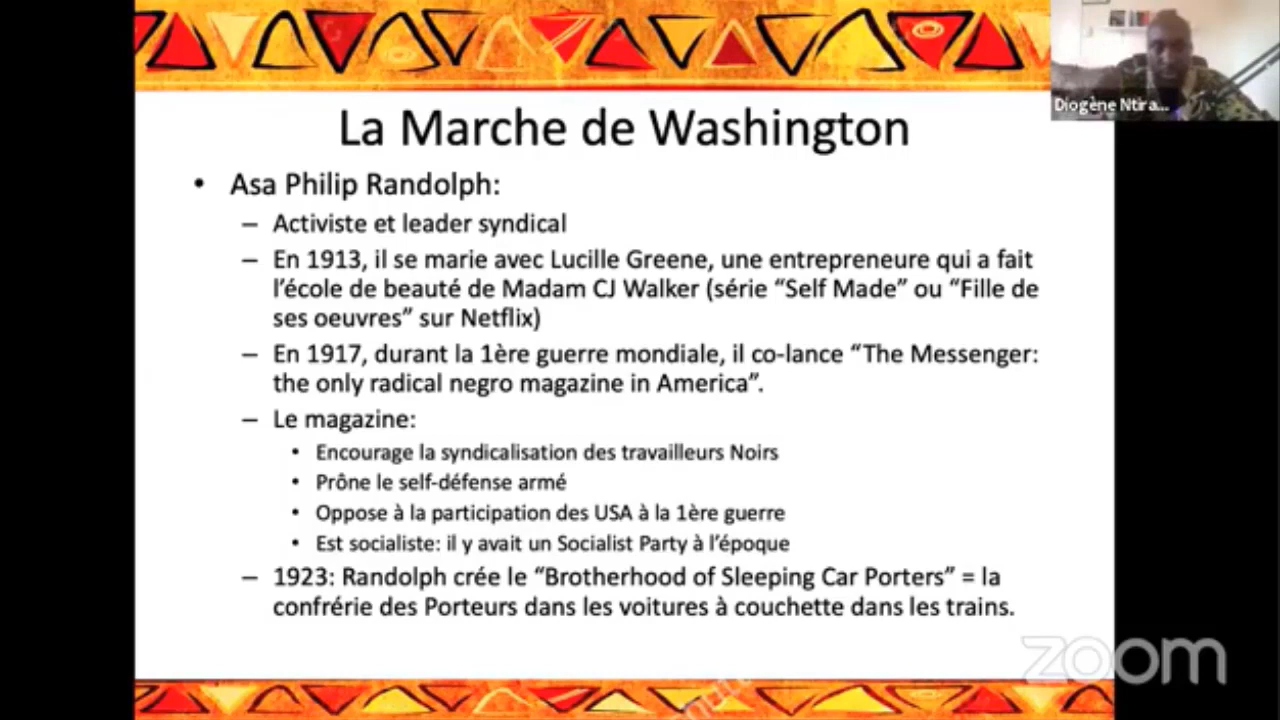 La Marche de Washington
Diogène Ntira...
• Asa Philip Randolph:
– Activiste et leader syndical
– En 1913, il se marie avec Lucille Greene, une entrepreneure qui a fait
l’école de beauté de Madam CJ Walker (série “Self Made” ou “Fille de
ses oeuvres” sur Netflix)
– En 1917, durant la 1ère guerre mondiale, il co-lance “The Messenger:
the only radical negro magazine in America”.
– Le magazine:
• Encourage la syndicalisation des travailleurs Noirs
• Prône le self-défense armé
• Oppose à la participation des USA à la 1ère guerre
• Est socialiste: il y avait un Socialist Party à l’époque
– 1923: Randolph crée le “Brotherhood of Sleeping Car Porters” = la
confrérie des Porteurs dans les voitures à couchette dans les trains.
zoom